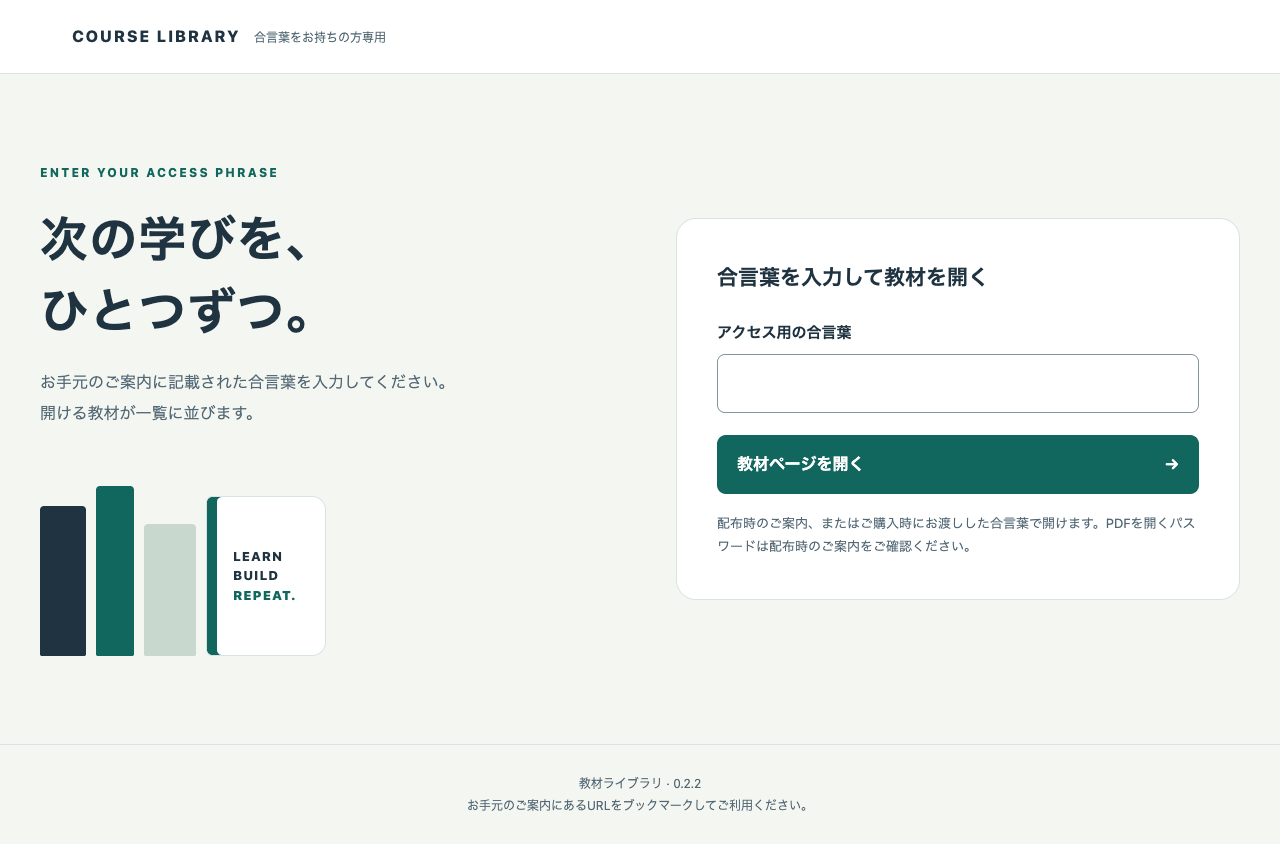 COURSE LIBRARY 合言葉をお持ちの方専用
ENTER YOUR ACCESS PHRASE
次の学びを、
ひとつずつ。
お手元のご案内に記載された合言葉を入力してください。
開ける教材が一覧に並びます。
LEARN
BUILD
REPEAT.
合言葉を入力して教材を開く
アクセス用の合言葉
教材ページを開く →
配布時のご案内、またはご購入時にお渡しした合言葉で開けます。PDFを開くパス
ワードは配布時のご案内をご確認ください。
教材ライブラリ · 0.2.2
お手元のご案内にあるURLをブックマークしてご利用ください。